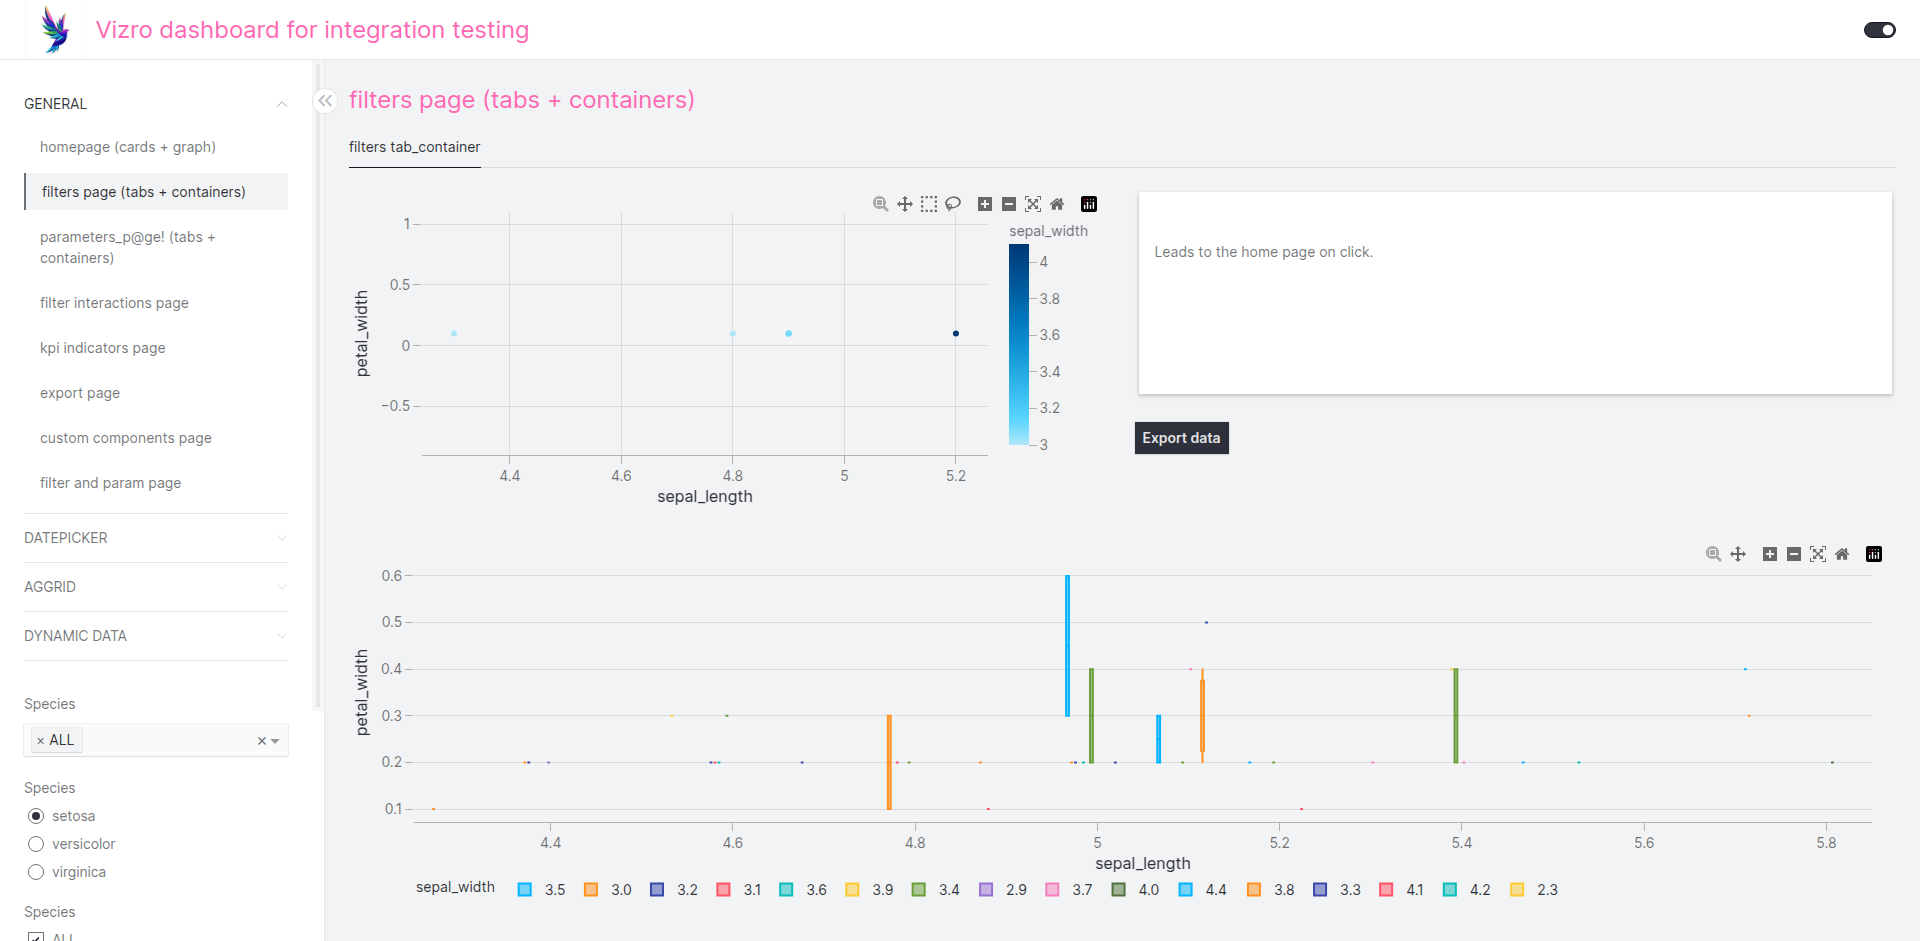 Vizro dashboard for integration testing
GENERAL
homepage (cards + graph)
filters page (tabs + containers)
parameters_p@ge! (tabs +
containers)
filter interactions page
kpi indicators page
export page
custom components page
filter and param page
DATEPICKER
AGGRID
DYNAMIC DATA
Species
× ALL
Species
setosa
versicolor
virginica
Species
ALL
filters page (tabs + containers)
filters tab_container
sepal_width
4
3.8
3.6
3.4
3.2
3
petal_width
1
0.5
0
−0.5
4.4 4.6 4.8 5 5.2
sepal_length
Leads to the home page on click.
Export data
petal_width
0.6
0.5
0.4
0.3
0.2
0.1
4.4 4.6 4.8 5 5.2 5.4 5.6 5.8
sepal_length
sepal_width 3.5 3.0 3.2 3.1 3.6 3.9 3.4 2.9 3.7 4.0 4.4 3.8 3.3 4.1 4.2 2.3